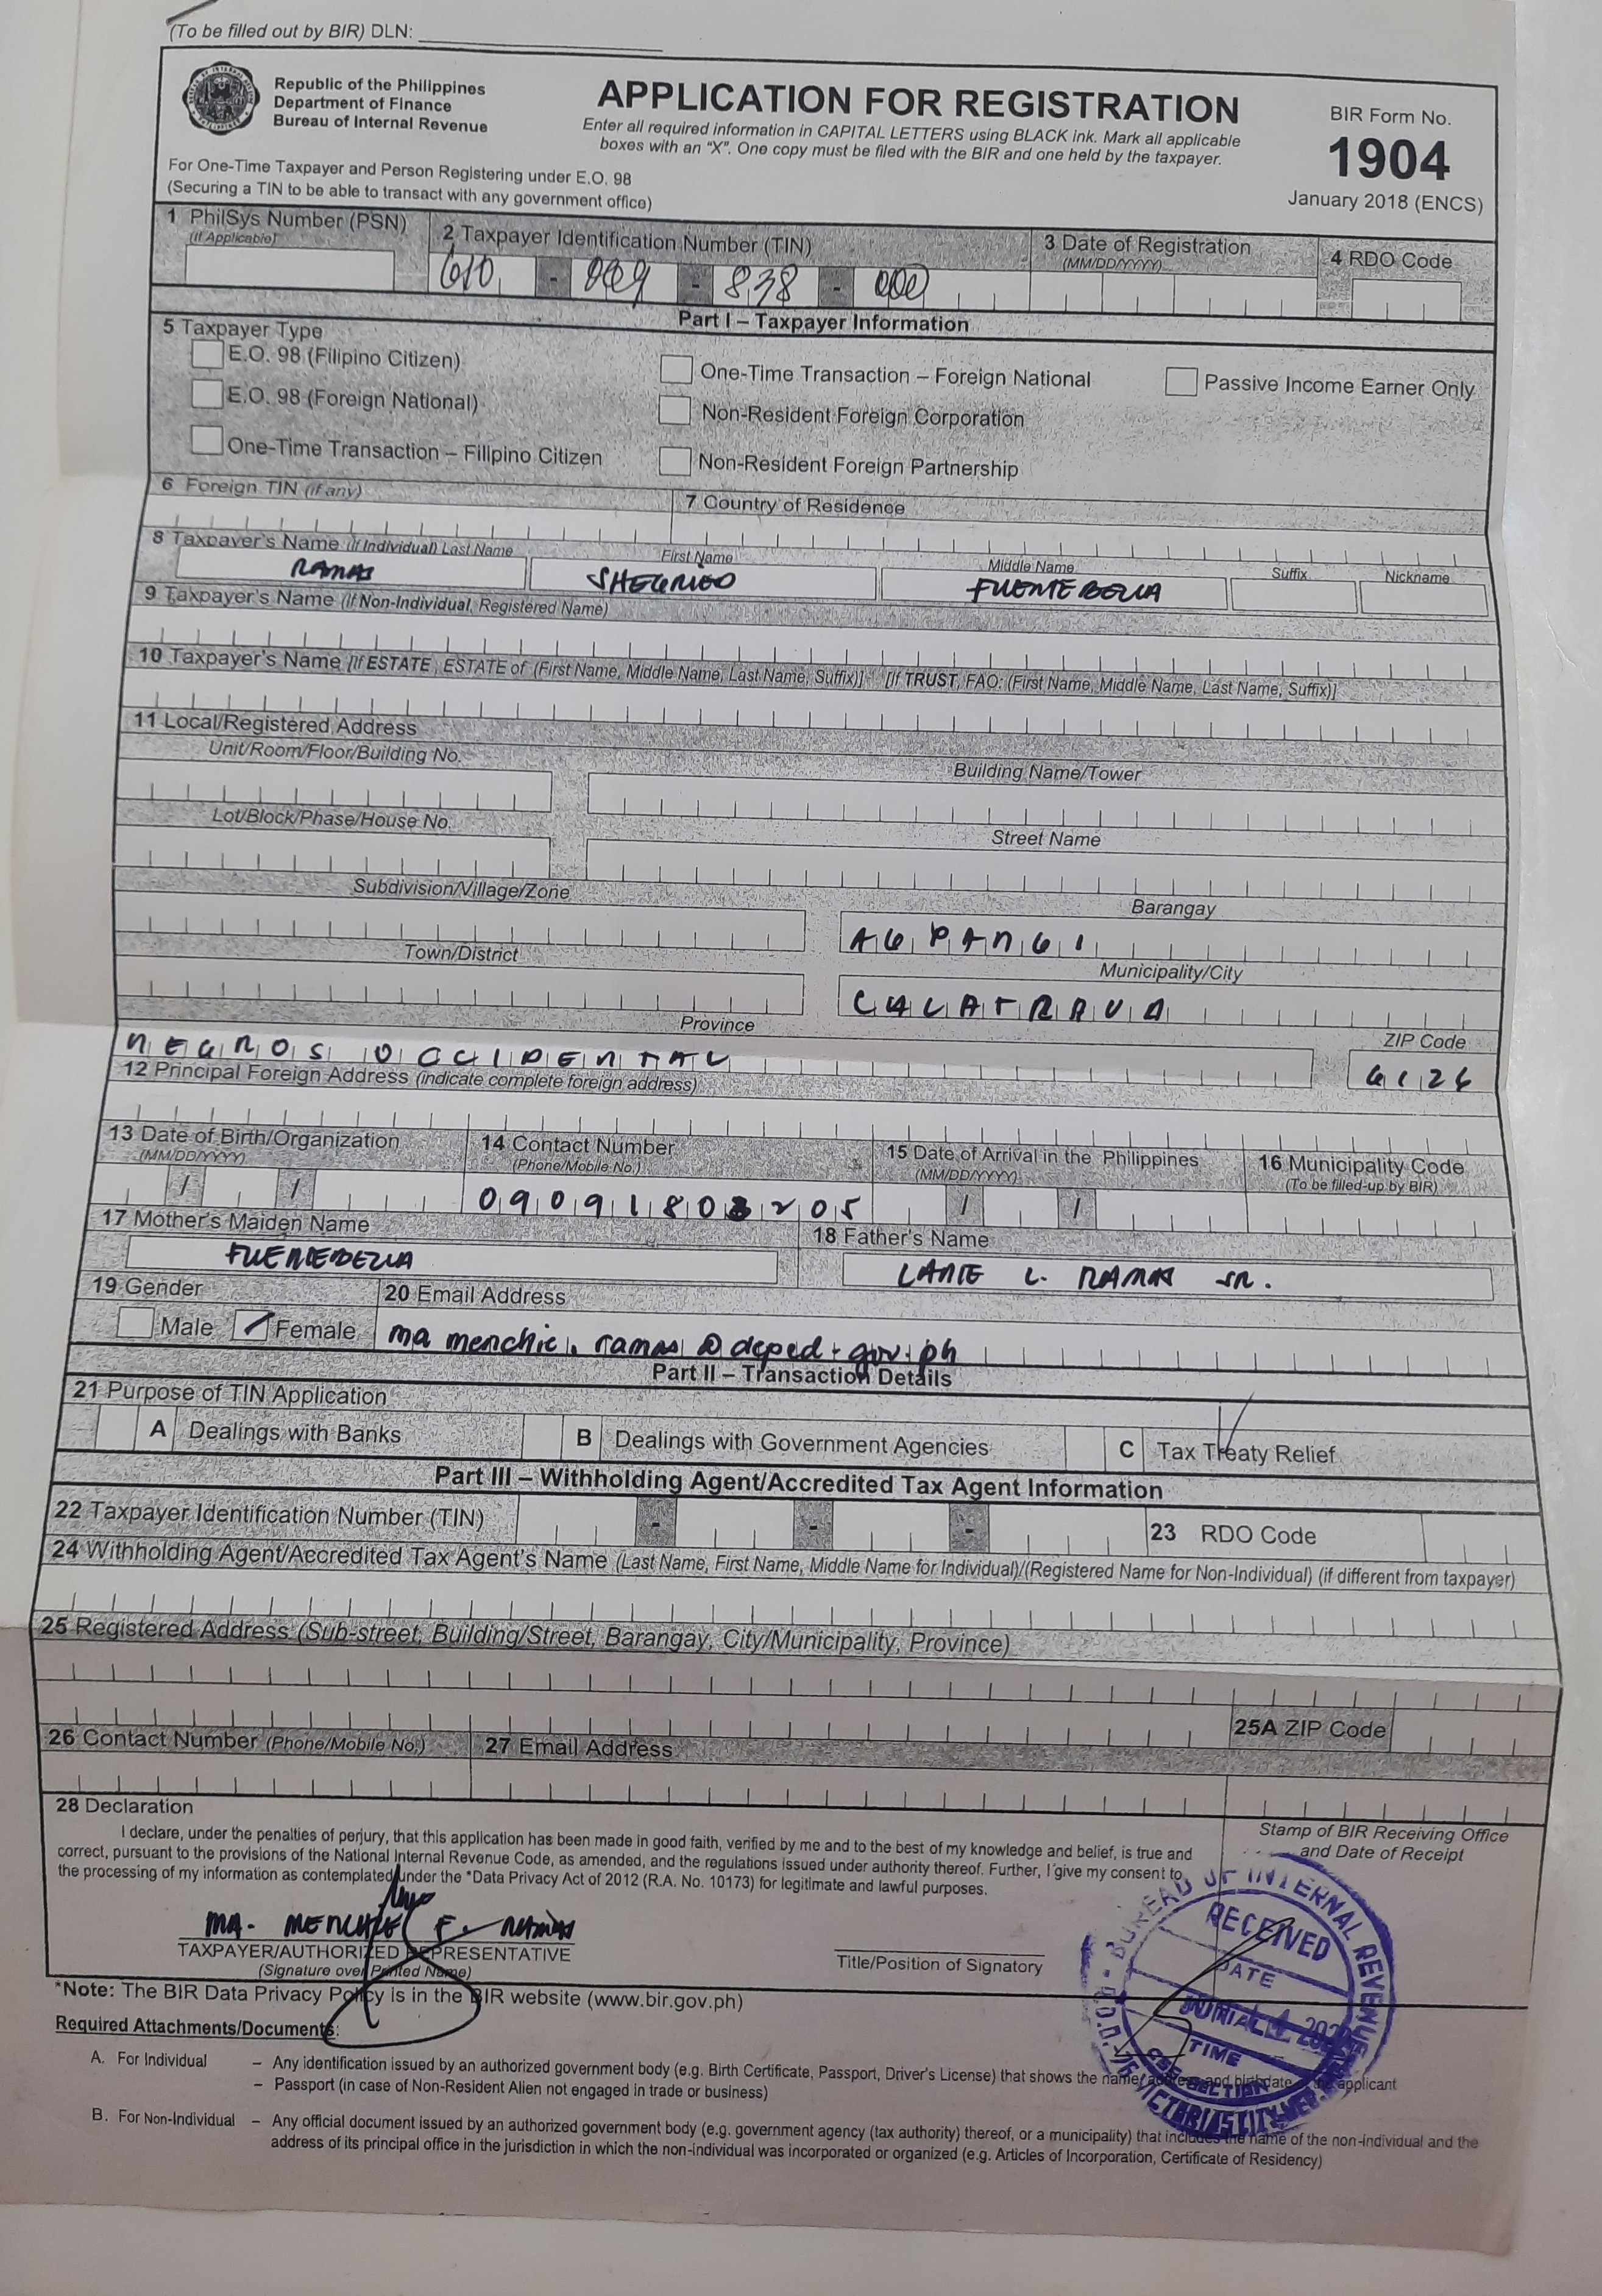 (To be filled out by BIR) DLN:
Republic of the Philippines
Department of Finance
Bureau of Internal Revenue
APPLICATION FOR REGISTRATION
Enter all required information in CAPITAL LETTERS using BLACK ink. Mark all applicable
boxes with an "X". One copy must be filed with the BIR and one held by the taxpayer.
BIR Form No.
1904
January 2018 (ENCS)
For One-Time Taxpayer and Person Registering under E.O. 98
(Securing a TIN to be able to transact with any government office)
1 PhilSys Number (PSN)
(If Applicable)
2 Taxpayer Identification Number (TIN)
3 Date of Registration
(MM/DD/YYYY)
4 RDO Code
- - 838 - 000
Part I – Taxpayer Information
5 Taxpayer Type
E.O. 98 (Filipino Citizen)
One-Time Transaction – Foreign National
Passive Income Earner Only
E.O. 98 (Foreign National)
Non-Resident Foreign Corporation
One-Time Transaction – Filipino Citizen
Non-Resident Foreign Partnership
6 Foreign TIN (if any)
7 Country of Residence
8 Taxpayer's Name (If Individual) Last Name First Name Middle Name Suffix Nickname
RAMAS FUENTEBELLA
9 Taxpayer's Name (If Non-Individual, Registered Name)
10 Taxpayer's Name [If ESTATE, ESTATE of (First Name, Middle Name, Last Name, Suffix)] [If TRUST, FAO: (First Name, Middle Name, Last Name, Suffix)]
11 Local/Registered Address
Unit/Room/Floor/Building No.
Building Name/Tower
Lot/Block/Phase/House No.
Street Name
Subdivision/Village/Zone
Barangay
AGPANGI
Town/District
Municipality/City
CALATRAVA
Province
ZIP Code
NEGROS OCCIDENTAL
6126
12 Principal Foreign Address (indicate complete foreign address)
13 Date of Birth/Organization
(MM/DD/YYYY)
14 Contact Number
(Phone/Mobile No.)
15 Date of Arrival in the Philippines
(MM/DD/YYYY)
16 Municipality Code
(To be filled-up by BIR)
/ / 09091803205 / /
17 Mother's Maiden Name
18 Father's Name
FUENTEBELLA
L. RAMAS JR.
19 Gender
20 Email Address
Male Female
ma menchie. ramas @ deped. gov. ph
Part II – Transaction Details
21 Purpose of TIN Application
A Dealings with Banks
B Dealings with Government Agencies
C Tax Treaty Relief
Part III – Withholding Agent/Accredited Tax Agent Information
22 Taxpayer Identification Number (TIN) - - -
23 RDO Code
24 Withholding Agent/Accredited Tax Agent's Name (Last Name, First Name, Middle Name for Individual)/(Registered Name for Non-Individual) (if different from taxpayer)
25 Registered Address (Sub-street, Building/Street, Barangay, City/Municipality, Province)
25A ZIP Code
26 Contact Number (Phone/Mobile No.)
27 Email Address
28 Declaration
I declare, under the penalties of perjury, that this application has been made in good faith, verified by me and to the best of my knowledge and belief, is true and
correct, pursuant to the provisions of the National Internal Revenue Code, as amended, and the regulations issued under authority thereof. Further, I give my consent to
the processing of my information as contemplated under the *Data Privacy Act of 2012 (R.A. No. 10173) for legitimate and lawful purposes.
Stamp of BIR Receiving Office
and Date of Receipt
MA. MENCHIE F. RAMAS
TAXPAYER/AUTHORIZED REPRESENTATIVE
(Signature over Printed Name)
Title/Position of Signatory
BUREAU OF INTERNAL REVENUE
RECEIVED
DATE
TIME
*Note: The BIR Data Privacy Policy is in the BIR website (www.bir.gov.ph)
Required Attachments/Documents:
A. For Individual – Any identification issued by an authorized government body (e.g. Birth Certificate, Passport, Driver's License) that shows the name, address and birthdate applicant
– Passport (in case of Non-Resident Alien not engaged in trade or business)
B. For Non-Individual – Any official document issued by an authorized government body (e.g. government agency (tax authority) thereof, or a municipality) that includes the name of the non-individual and the
address of its principal office in the jurisdiction in which the non-individual was incorporated or organized (e.g. Articles of Incorporation, Certificate of Residency)